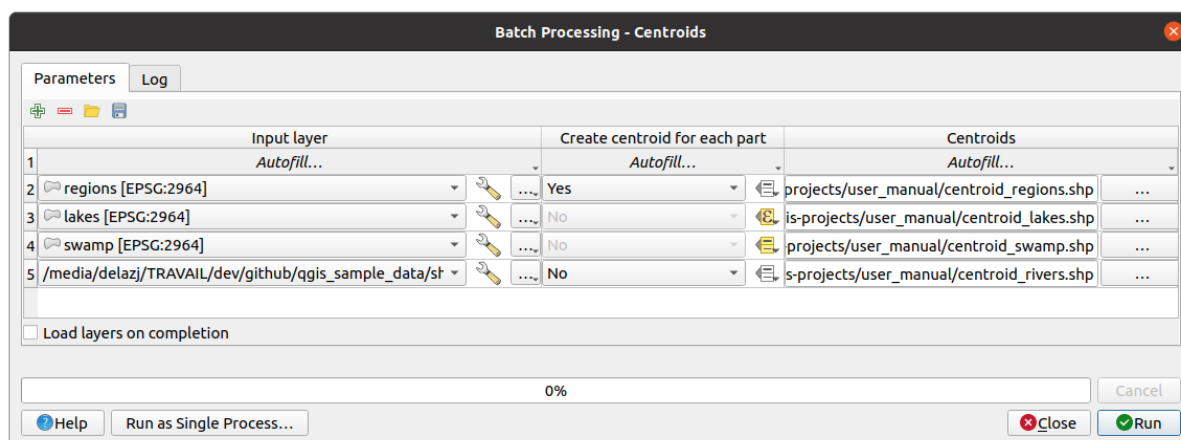 Batch Processing - Centroids
Parameters Log
Input layer Create centroid for each part Centroids
1 Autofill... Autofill... Autofill...
2 regions [EPSG:2964] ... Yes projects/user_manual/centroid_regions.shp ...
3 lakes [EPSG:2964] ... No ε is-projects/user_manual/centroid_lakes.shp ...
4 swamp [EPSG:2964] ... No -projects/user_manual/centroid_swamp.shp ...
5 /media/delazj/TRAVAIL/dev/github/qgis_sample_data/sh ... No s-projects/user_manual/centroid_rivers.shp ...
Load layers on completion
0% Cancel
Help Run as Single Process... Close Run